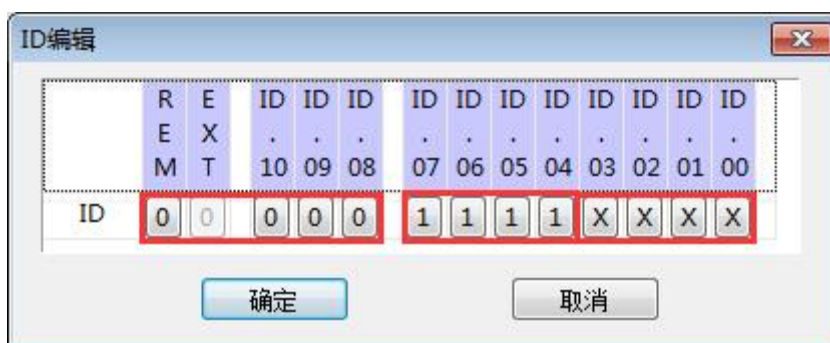 ID编辑
REM EXT ID.10 ID.09 ID.08 ID.07 ID.06 ID.05 ID.04 ID.03 ID.02 ID.01 ID.00
ID 0 0 0 0 0 1 1 1 1 X X X X
确定 取消